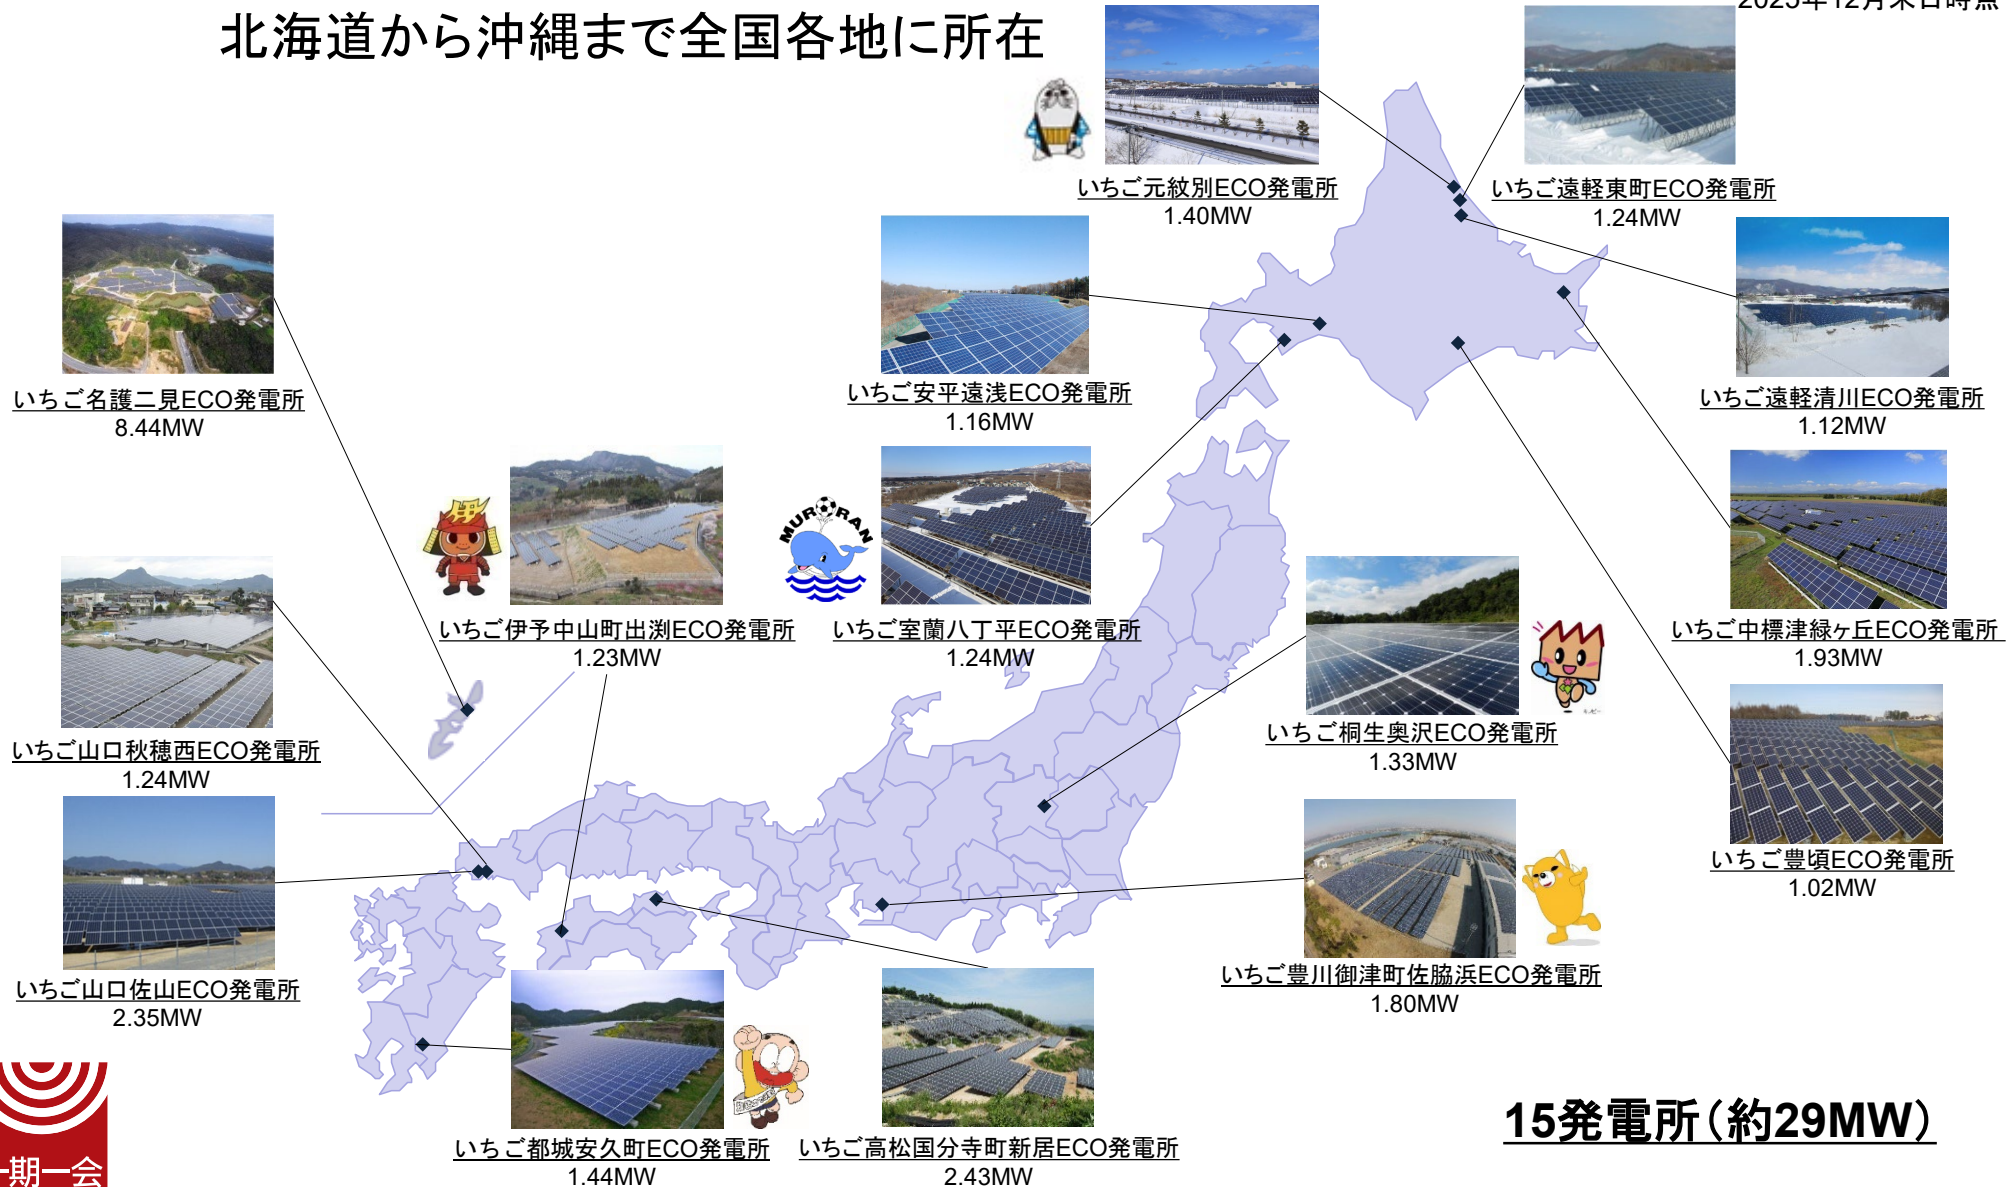 2025年12月末日時点
北海道から沖縄まで全国各地に所在
いちご元紋別ECO発電所
1.40MW
いちご遠軽東町ECO発電所
1.24MW
いちご名護二見ECO発電所
8.44MW
いちご安平遠浅ECO発電所
1.16MW
いちご遠軽清川ECO発電所
1.12MW
MURORAN
いちご伊予中山町出渕ECO発電所
1.23MW
いちご室蘭八丁平ECO発電所
1.24MW
いちご中標津緑ヶ丘ECO発電所
1.93MW
いちご山口秋穂西ECO発電所
1.24MW
いちご桐生奥沢ECO発電所
1.33MW
いちご豊頃ECO発電所
1.02MW
いちご山口佐山ECO発電所
2.35MW
いちご豊川御津町佐脇浜ECO発電所
1.80MW
いちご都城安久町ECO発電所
1.44MW
いちご高松国分寺町新居ECO発電所
2.43MW
15発電所（約29MW）
一期一会